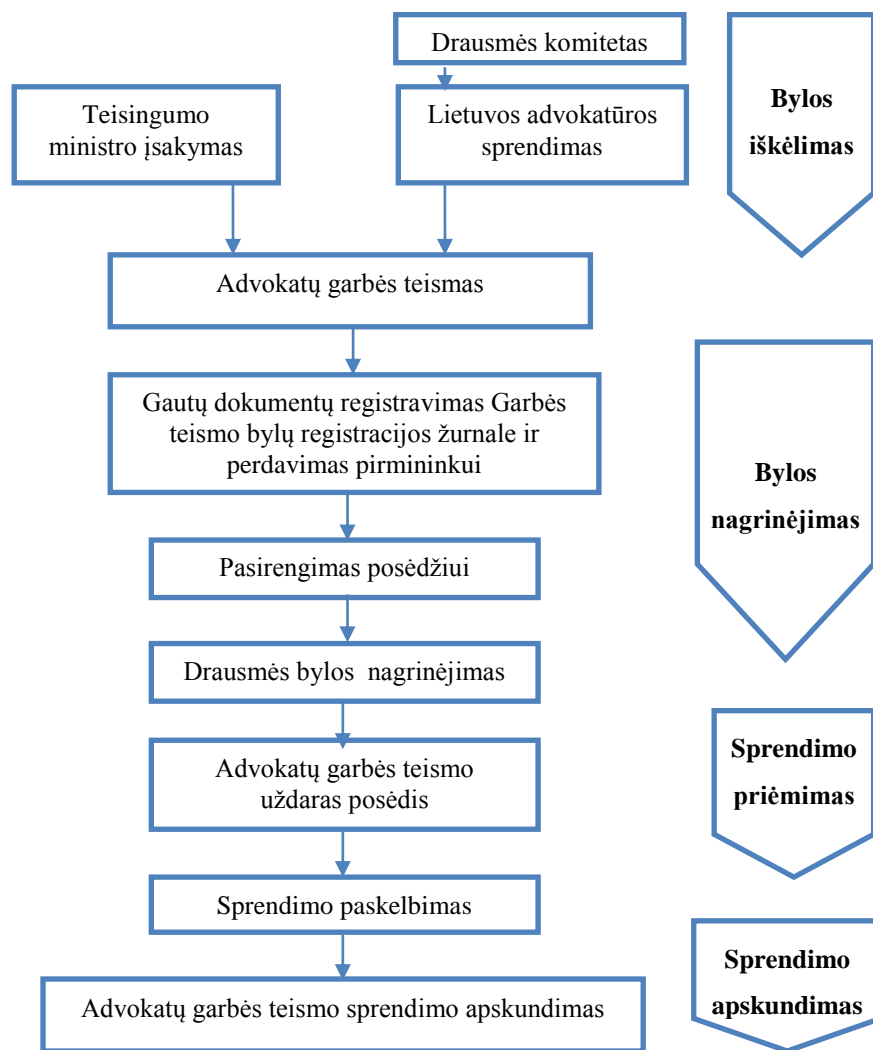 Drausmės komitetas
Teisingumo
ministro įsakymas
Lietuvos advokatūros
sprendimas
Bylos
iškėlimas
Advokatų garbės teismas
Gautų dokumentų registravimas Garbės
teismo bylų registracijos žurnale ir
perdavimas pirmininkui
Bylos
nagrinėjimas
Pasirengimas posėdžiui
Drausmės bylos nagrinėjimas
Advokatų garbės teismo
uždaras posėdis
Sprendimo
priėmimas
Sprendimo paskelbimas
Advokatų garbės teismo sprendimo apskundimas
Sprendimo
apskundimas